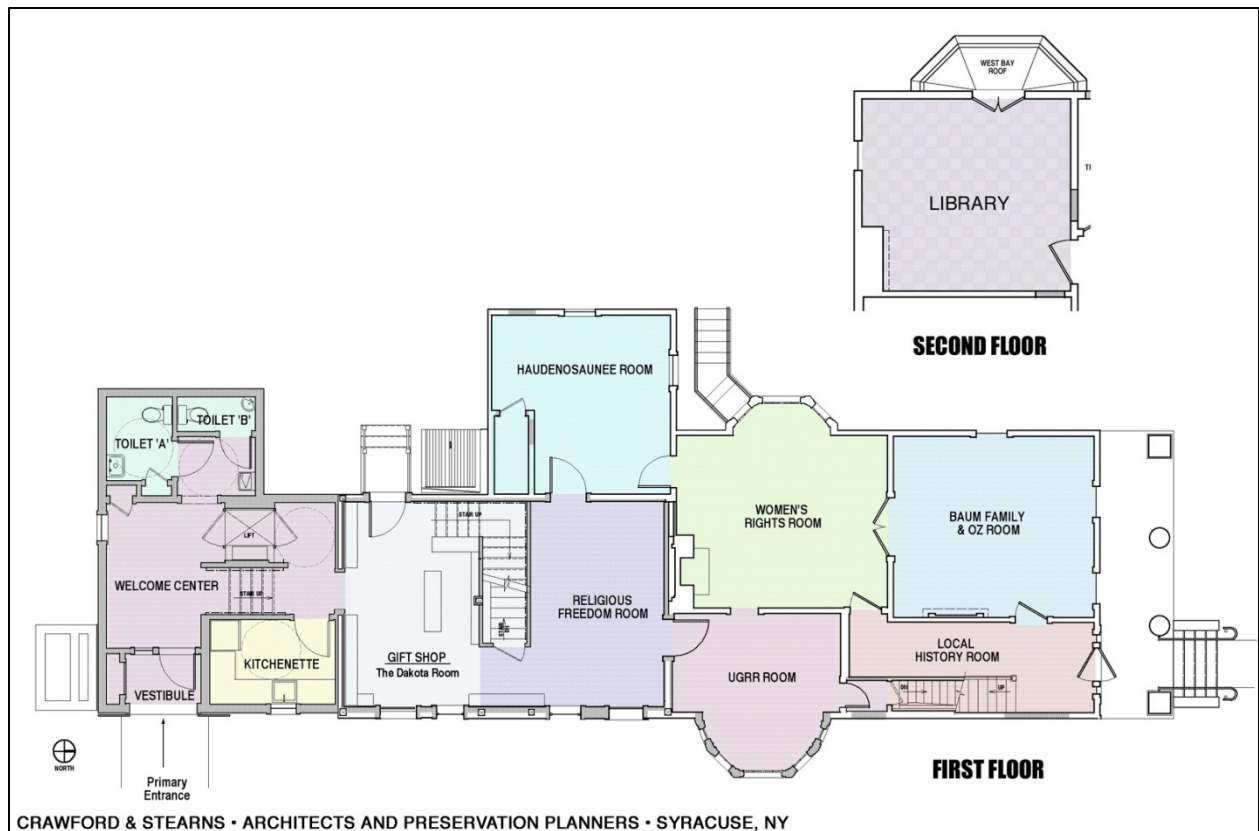 WEST BAY
ROOF
LIBRARY
SECOND FLOOR
HAUDENOSAUNEE ROOM
TOILET 'A'
TOILET 'B'
LIFT
WELCOME CENTER
STAIR UP
STAIR UP
STAIR DN
KITCHENETTE
VESTIBULE
GIFT SHOP
The Dakota Room
RELIGIOUS
FREEDOM ROOM
WOMEN'S
RIGHTS ROOM
BAUM FAMILY
& OZ ROOM
LOCAL
HISTORY ROOM
UGRR ROOM
DN
UP
NORTH
Primary
Entrance
FIRST FLOOR
CRAWFORD & STEARNS • ARCHITECTS AND PRESERVATION PLANNERS • SYRACUSE, NY